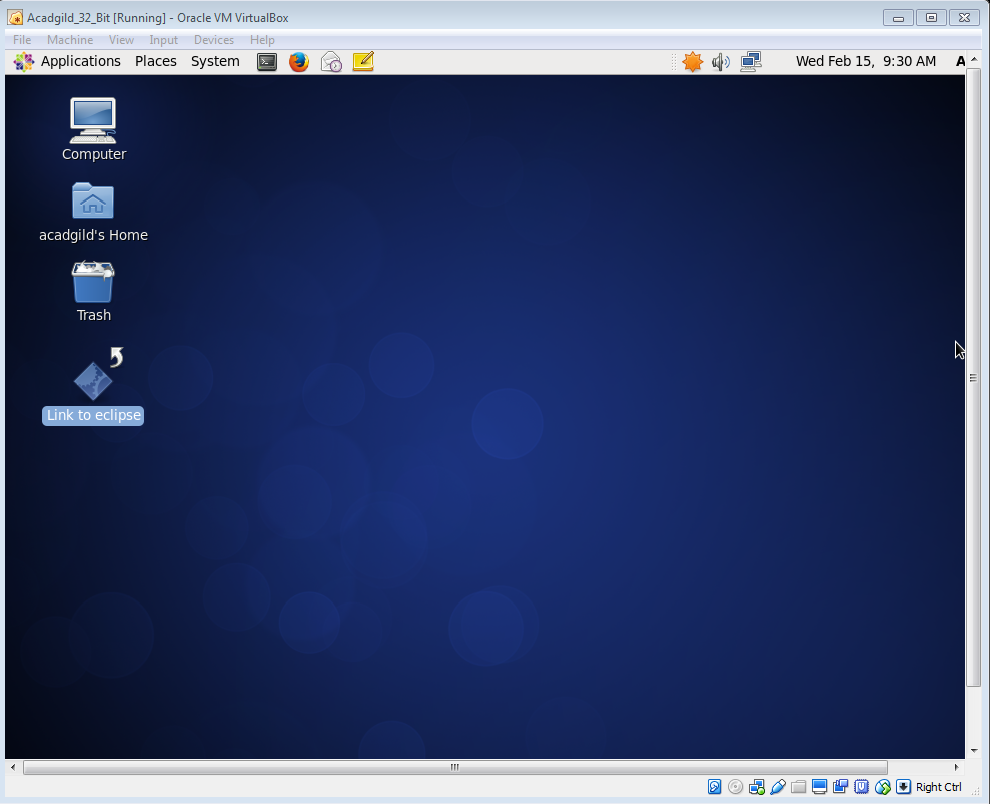 Acadgild_32_Bit [Running] - Oracle VM VirtualBox
File Machine View Input Devices Help
Applications Places System Wed Feb 15, 9:30 AM A
Computer
acadgild's Home
Trash
Link to eclipse
Right Ctrl